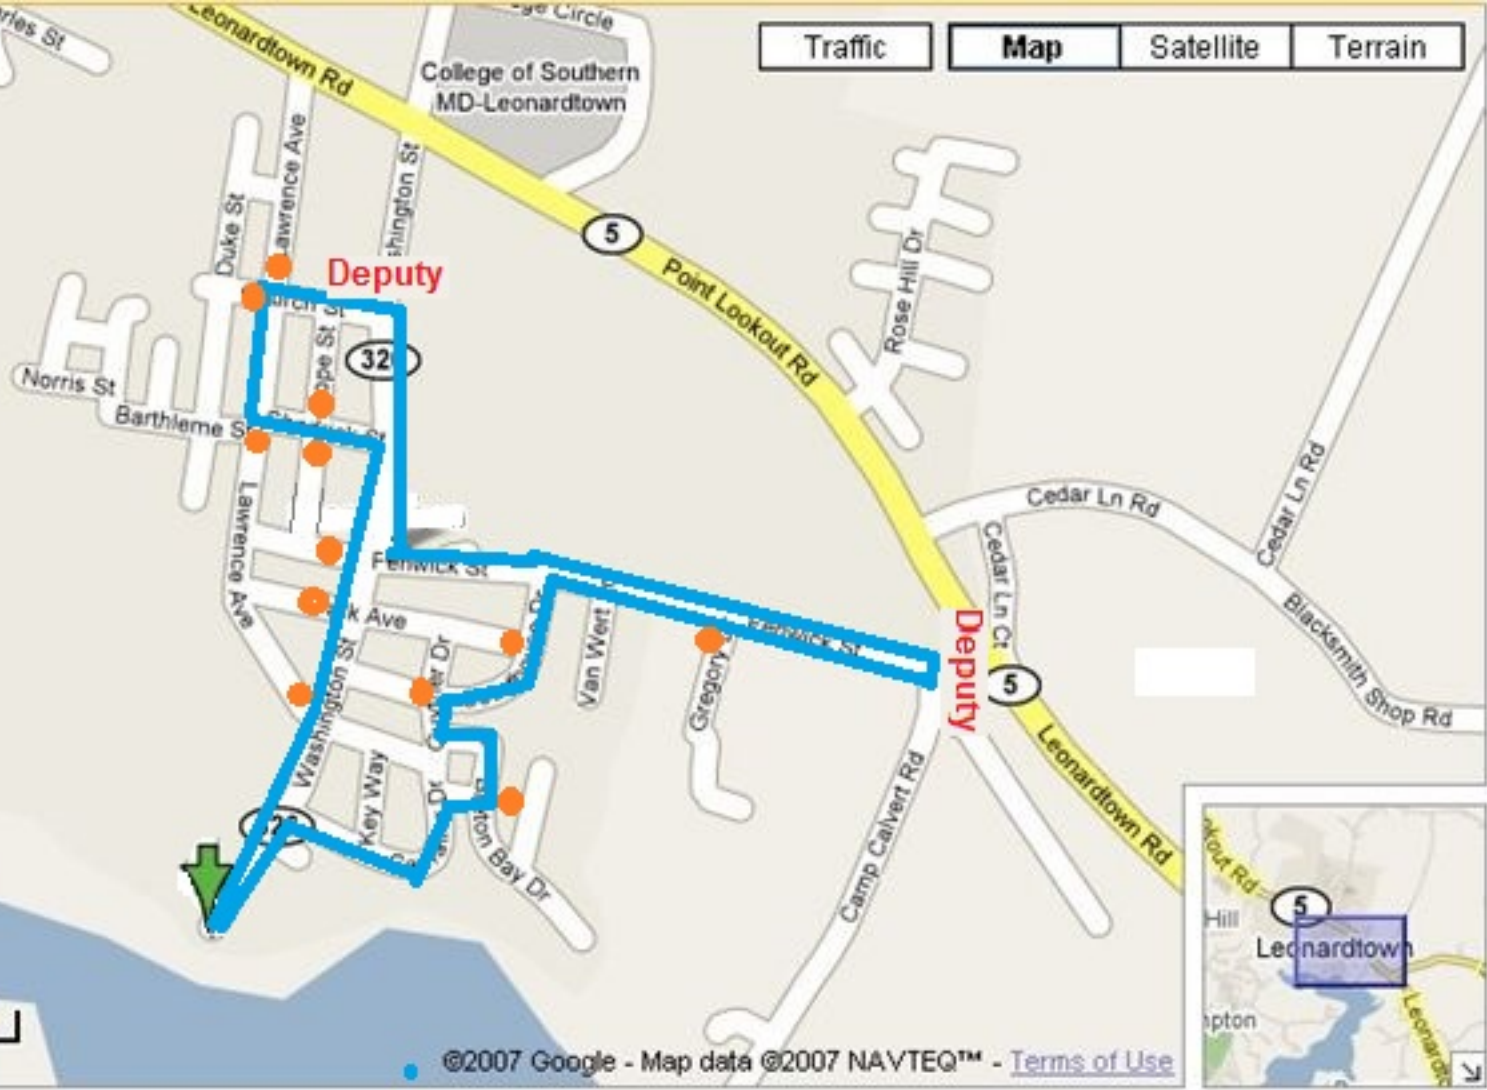 Leonardtown Rd
Circle
Traffic
Map
Satellite
Terrain
College of Southern
MD-Leonardtown
Duke St
Lawrence Ave
Deputy
5
Point Lookout Rd
Rose Hill Dr
Norris St
Barthleme St
Cedar Ln Rd
Cedar Ln Rd
Cedar Ln Ct
Lawrence Ave
Fenwick St
Ave
Van Wert
Gregory
Fenwick St
Deputy
5
Blacksmith Shop Rd
Washington St
Key Way
Leonardtown Rd
Camp Calvert Rd
Bay Dr
5
Hill
Leonardtown
©2007 Google - Map data ©2007 NAVTEQ™ - Terms of Use